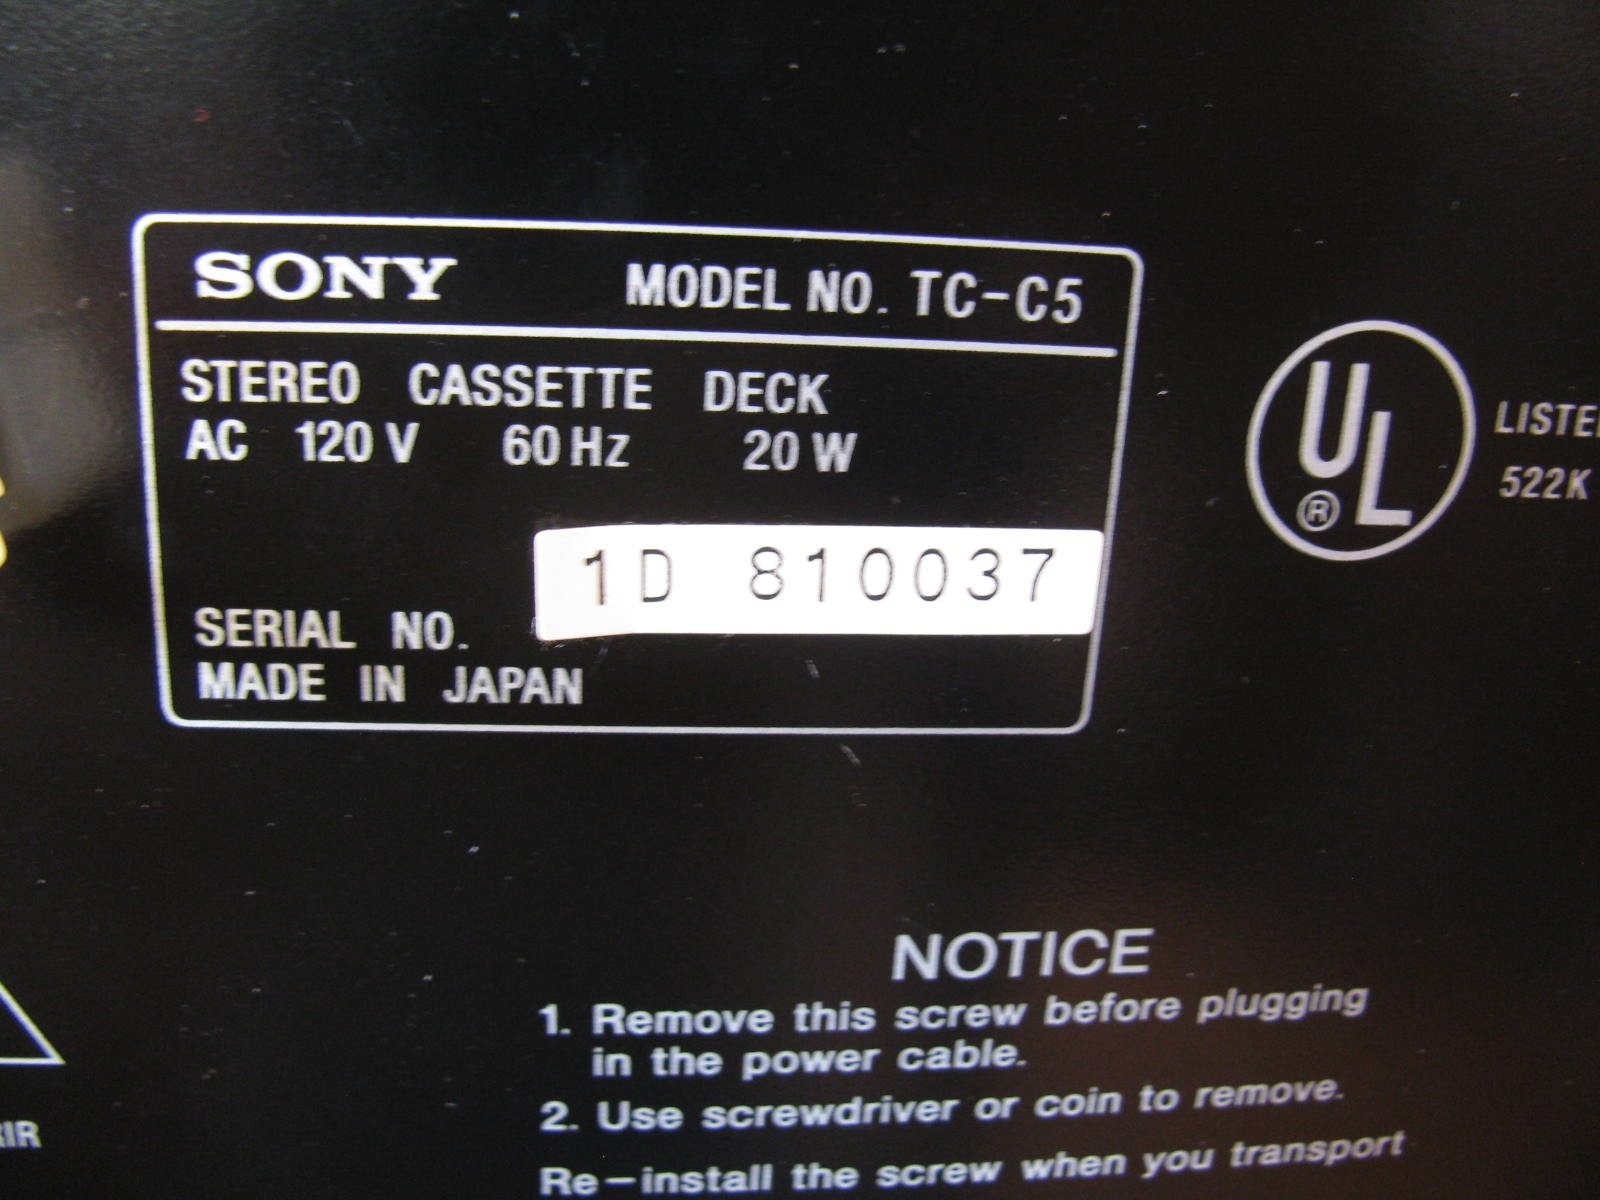 SONY MODEL NO. TC-C5
STEREO CASSETTE DECK
AC 120 V 60 Hz 20 W
1D 810037
SERIAL NO.
MADE IN JAPAN
UL
®
522K
NOTICE
1. Remove this screw before plugging
in the power cable.
2. Use screwdriver or coin to remove.
Re-install the screw when you transport